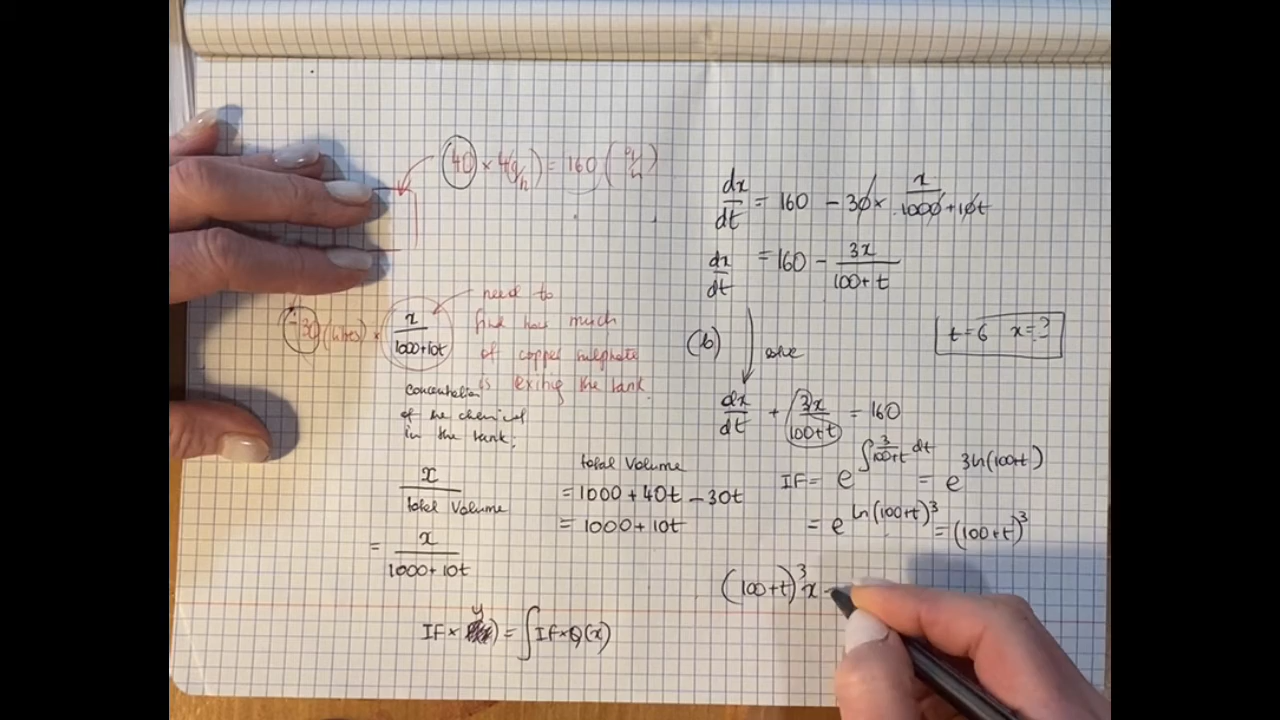 40 × 4(g/h) = 160
-30 (litres) × x/(1000+10t)
need to
find how much
of copper sulphate
is exiting the tank
Concentration
of the chemical
in the tank:
x/total Volume
= x/(1000+10t)
total Volume
= 1000 + 40t - 30t
= 1000 + 10t
IF × y = ∫ IF × Q(x)
dx/dt = 160 - 30 × x/(1000+10t)
dx/dt = 160 - 3x/(100+t)
(b)
t=6 x=?
dx/dt + 3x/(100+t) = 160
IF = e^∫ 3/(100+t) dt = e^3ln(100+t)
= e^ln(100+t)^3 = (100+t)^3
(100+t)^3 x